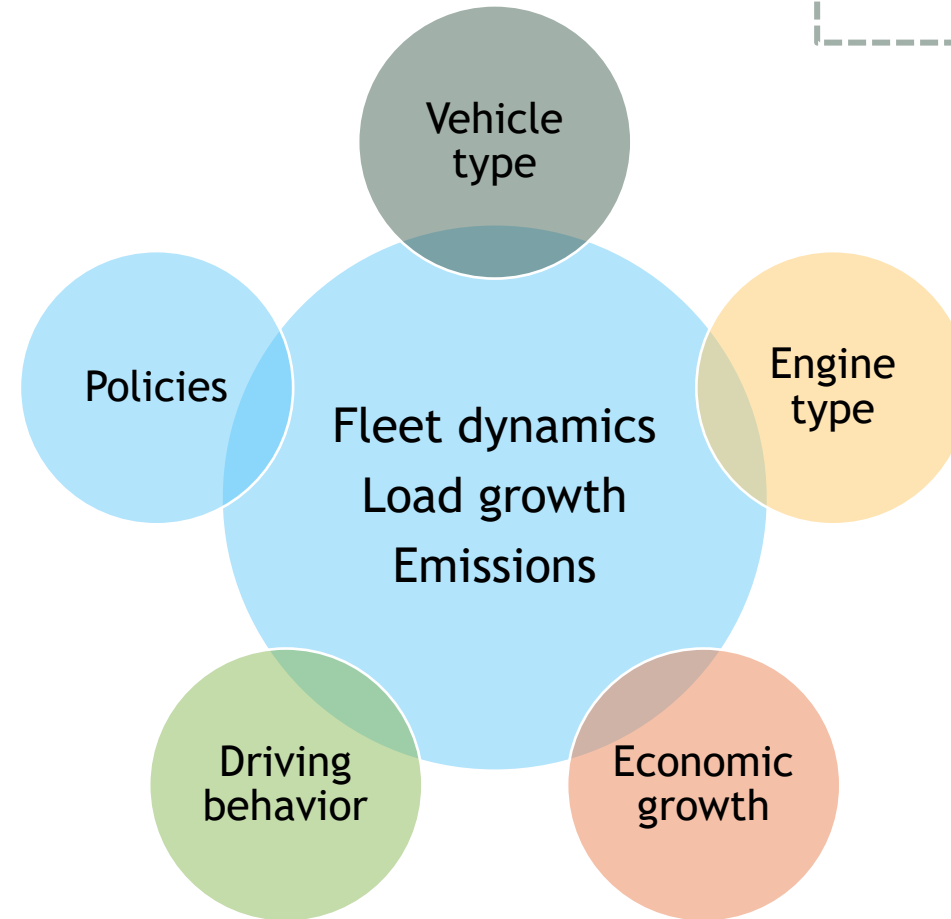 Vehicle
type
Policies
Engine
type
Fleet dynamics
Load growth
Emissions
Driving
behavior
Economic
growth